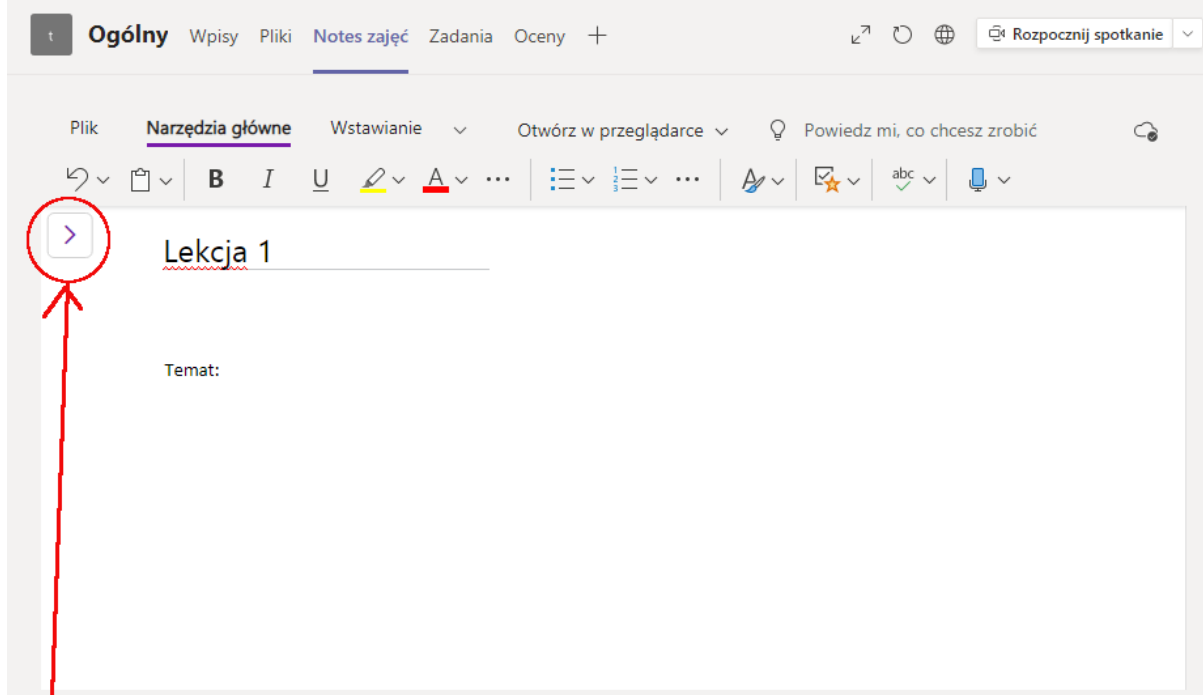 t Ogólny Wpisy Pliki Notes zajęć Zadania Oceny + Rozpocznij spotkanie
Plik Narzędzia główne Wstawianie Otwórz w przeglądarce Powiedz mi, co chcesz zrobić
B I U A abc
Lekcja 1
Temat: